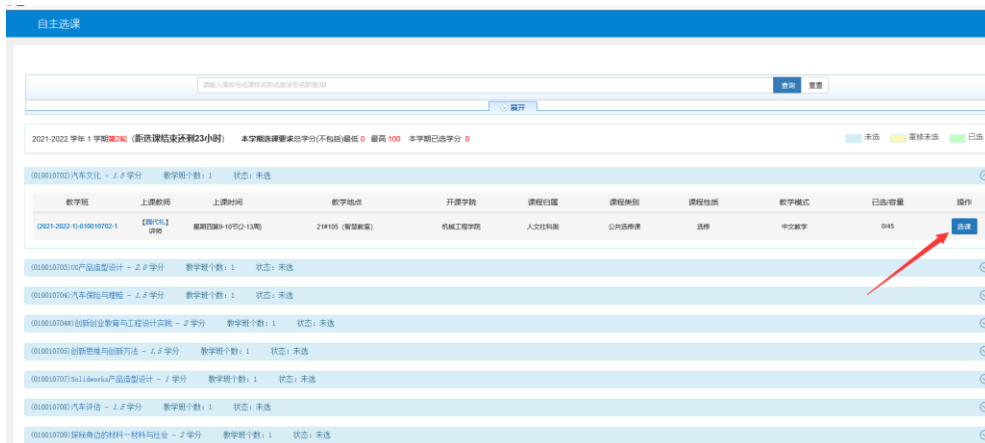 自主选课
请输入课程号或课程名称或教学班名称查询!
查询 重置
展开
2021-2022 学年 1 学期第2轮 (距选课结束还剩23小时) 本学期选课要求总学分(不包括)最低 0 最高 100 本学期已选学分 0 未选 重修未选 已选
(010010702)汽车文化 - 1.5 学分 教学班个数: 1 状态: 未选
教学班 上课教师 上课时间 教学地点 开课学院 课程归属 课程类别 课程性质 教学模式 已选/容量 操作
(2021-2022-1)-010010702-1 【魏代礼】 讲师 星期四第9-10节{2-13周} 21#105 (智慧教室) 机械工程学院 人文社科类 公共选修课 选修 中文教学 0/45 选课
(010010703)UG产品造型设计 - 2.0 学分 教学班个数: 1 状态: 未选
(010010704)汽车保险与理赔 - 1.5 学分 教学班个数: 1 状态: 未选
(010010704W)创新创业教育与工程设计实践 - 2 学分 教学班个数: 1 状态: 未选
(010010705)创新思维与创新方法 - 1.5 学分 教学班个数: 1 状态: 未选
(010010707)Solidworks产品造型设计 - 2 学分 教学班个数: 1 状态: 未选
(010010708)汽车评估 - 1.5 学分 教学班个数: 1 状态: 未选
(010010709)探秘身边的材料—材料与社会 - 2 学分 教学班个数: 1 状态: 未选